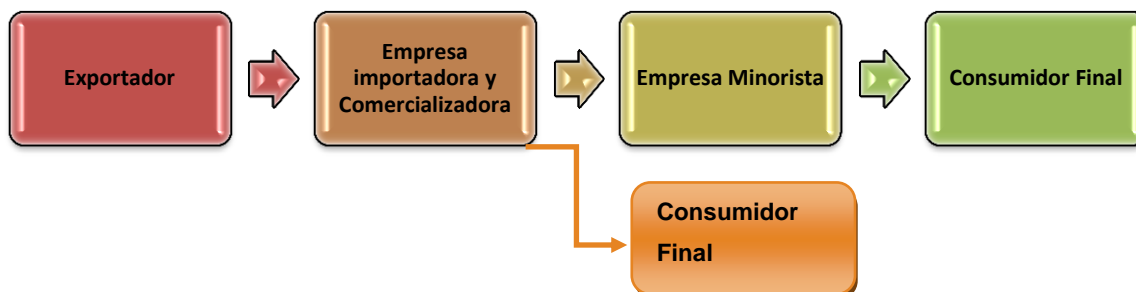 Exportador
Empresa
importadora y
Comercializadora
Empresa Minorista
Consumidor Final
Consumidor
Final